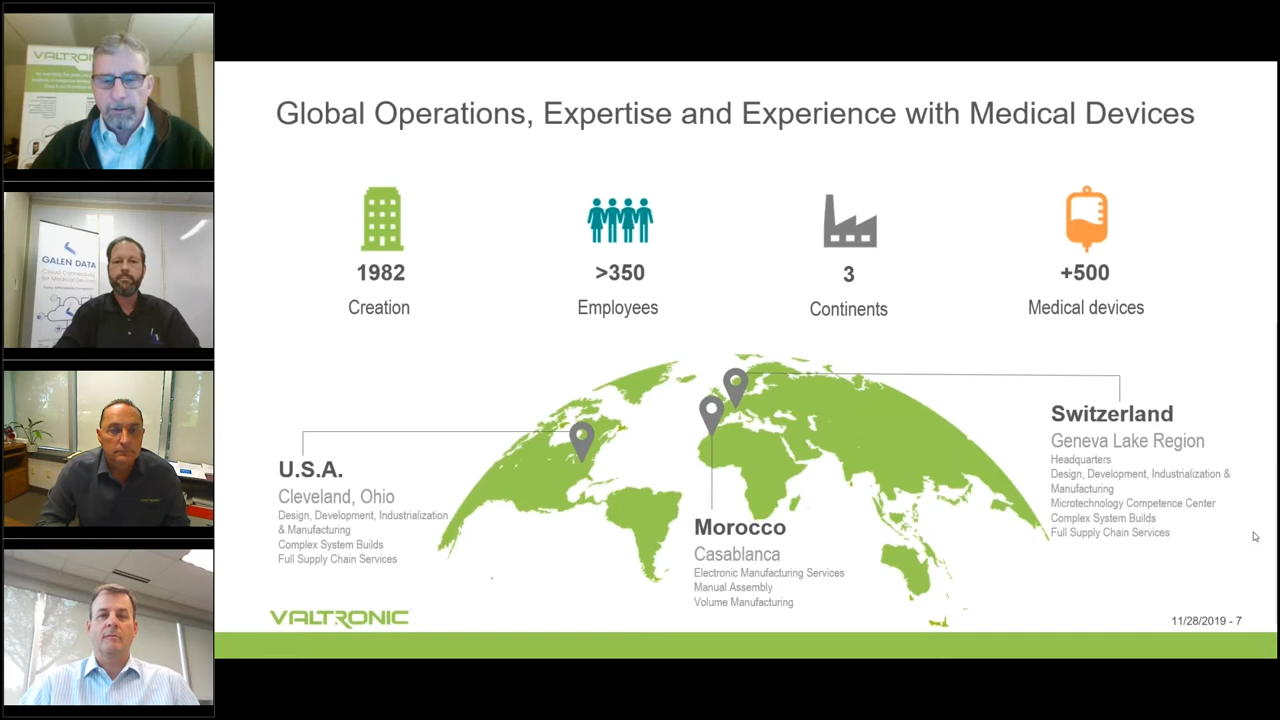 VALTRON
GALEN DATA
Cloud Connectivity
for Medical Devices
Global Operations, Expertise and Experience with Medical Devices
1982
Creation
>350
Employees
3
Continents
+500
Medical devices
U.S.A.
Cleveland, Ohio
Design, Development, Industrialization
& Manufacturing
Complex System Builds
Full Supply Chain Services
Morocco
Casablanca
Electronic Manufacturing Services
Manual Assembly
Volume Manufacturing
Switzerland
Geneva Lake Region
Headquarters
Design, Development, Industrialization &
Manufacturing
Microtechnology Competence Center
Complex System Builds
Full Supply Chain Services
VALTRONIC
11/28/2019 - 7